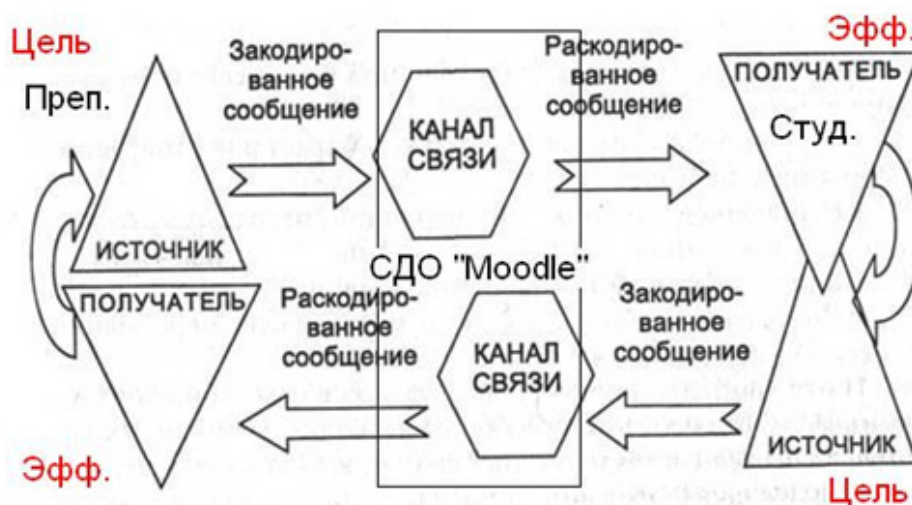 Цель
Преп.
ИСТОЧНИК
ПОЛУЧАТЕЛЬ
Эфф.
Закодиро-
ванное
сообщение
КАНАЛ
СВЯЗИ
Раскодиро-
ванное
сообщение
СДО "Moodle"
Раскодиро-
ванное
сообщение
КАНАЛ
СВЯЗИ
Закодиро-
ванное
сообщение
Эфф.
ПОЛУЧАТЕЛЬ
Студ.
ИСТОЧНИК
Цель